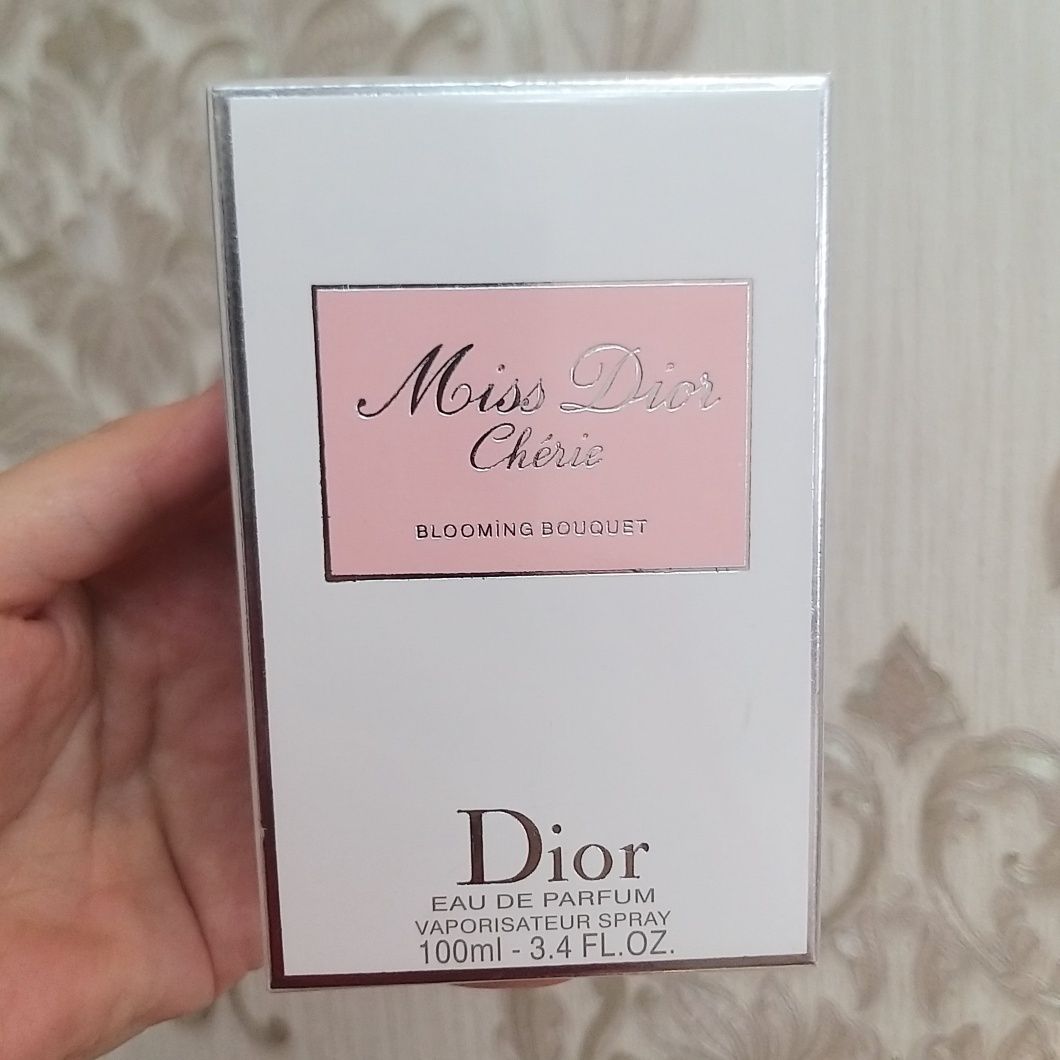 Miss Dior
Chérie
BLOOMİNG BOUQUET
Dior
EAU DE PARFUM
VAPORISATEUR SPRAY
100ml - 3.4 FL.OZ.